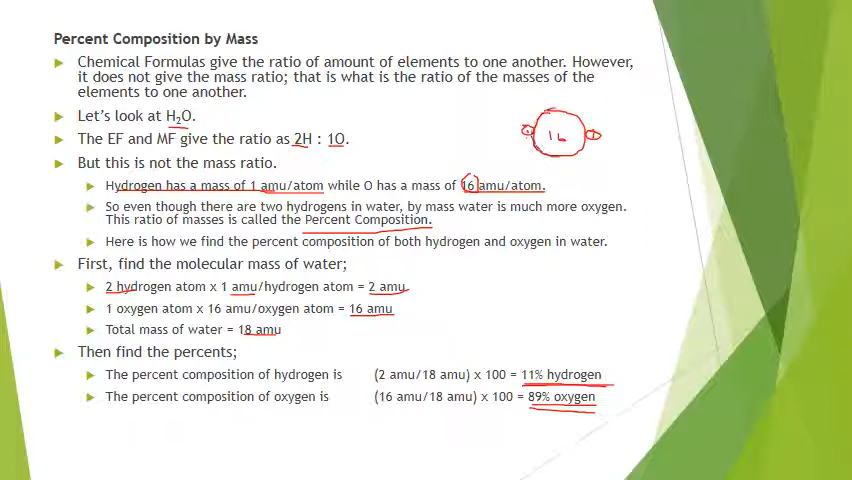 Percent Composition by Mass
Chemical Formulas give the ratio of amount of elements to one another. However,
it does not give the mass ratio; that is what is the ratio of the masses of the
elements to one another.
Let's look at H₂O.
The EF and MF give the ratio as 2H : 1O.
But this is not the mass ratio.
Hydrogen has a mass of 1 amu/atom while O has a mass of 16 amu/atom.
So even though there are two hydrogens in water, by mass water is much more oxygen.
This ratio of masses is called the Percent Composition.
Here is how we find the percent composition of both hydrogen and oxygen in water.
First, find the molecular mass of water;
2 hydrogen atom x 1 amu/hydrogen atom = 2 amu
1 oxygen atom x 16 amu/oxygen atom = 16 amu
Total mass of water = 18 amu
Then find the percents;
The percent composition of hydrogen is (2 amu/18 amu) x 100 = 11% hydrogen
The percent composition of oxygen is (16 amu/18 amu) x 100 = 89% oxygen
1 16 1